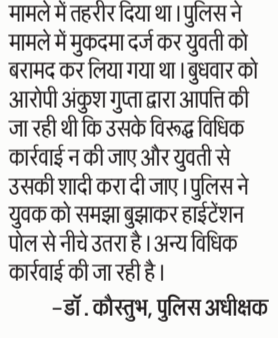 मामले में तहरीर दिया था। पुलिस ने
मामले में मुकदमा दर्ज कर युवती को
बरामद कर लिया गया था। बुधवार को
आरोपी अंकुश गुप्ता द्वारा आपत्ति की
जा रही थी कि उसके विरूद्ध विधिक
कार्रवाई न की जाए और युवती से
उसकी शादी करा दी जाए। पुलिस ने
युवक को समझा बुझाकर हाईटेंशन
पोल से नीचे उतरा है। अन्य विधिक
कार्रवाई की जा रही है।
-डॉ. कौस्तुभ, पुलिस अधीक्षक